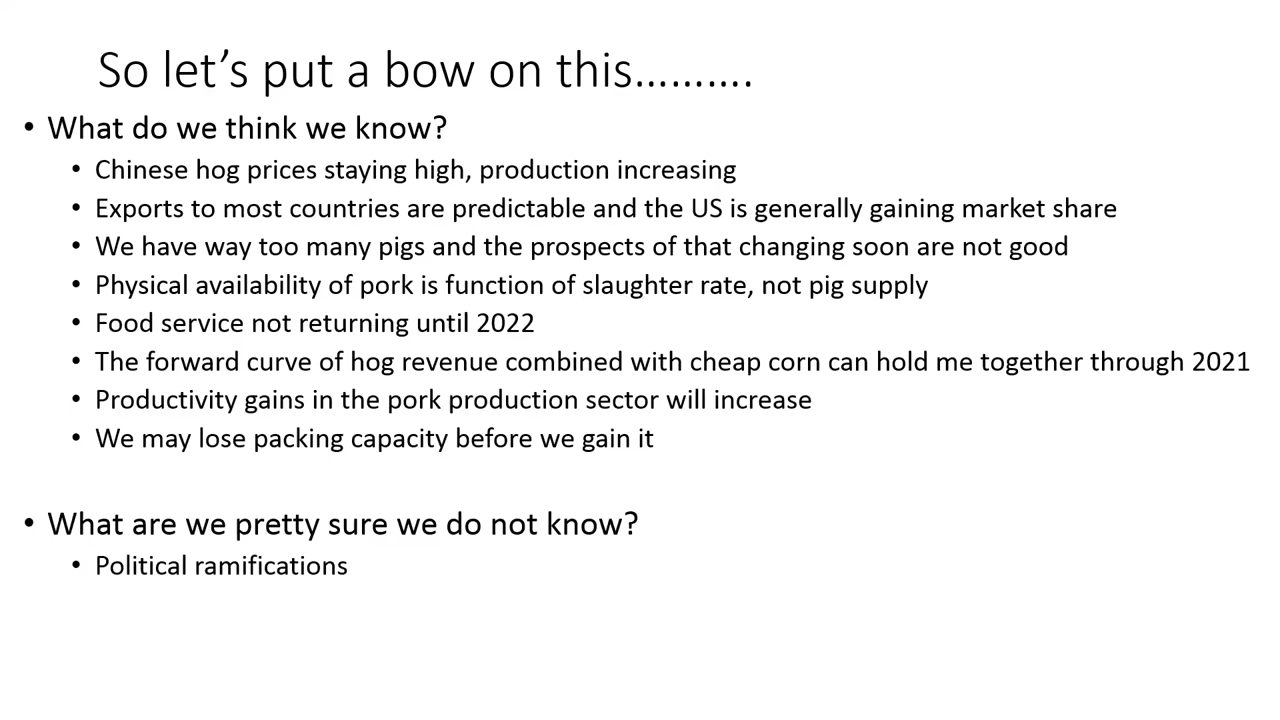 So let’s put a bow on this……….
• What do we think we know?
• Chinese hog prices staying high, production increasing
• Exports to most countries are predictable and the US is generally gaining market share
• We have way too many pigs and the prospects of that changing soon are not good
• Physical availability of pork is function of slaughter rate, not pig supply
• Food service not returning until 2022
• The forward curve of hog revenue combined with cheap corn can hold me together through 2021
• Productivity gains in the pork production sector will increase
• We may lose packing capacity before we gain it
• What are we pretty sure we do not know?
• Political ramifications